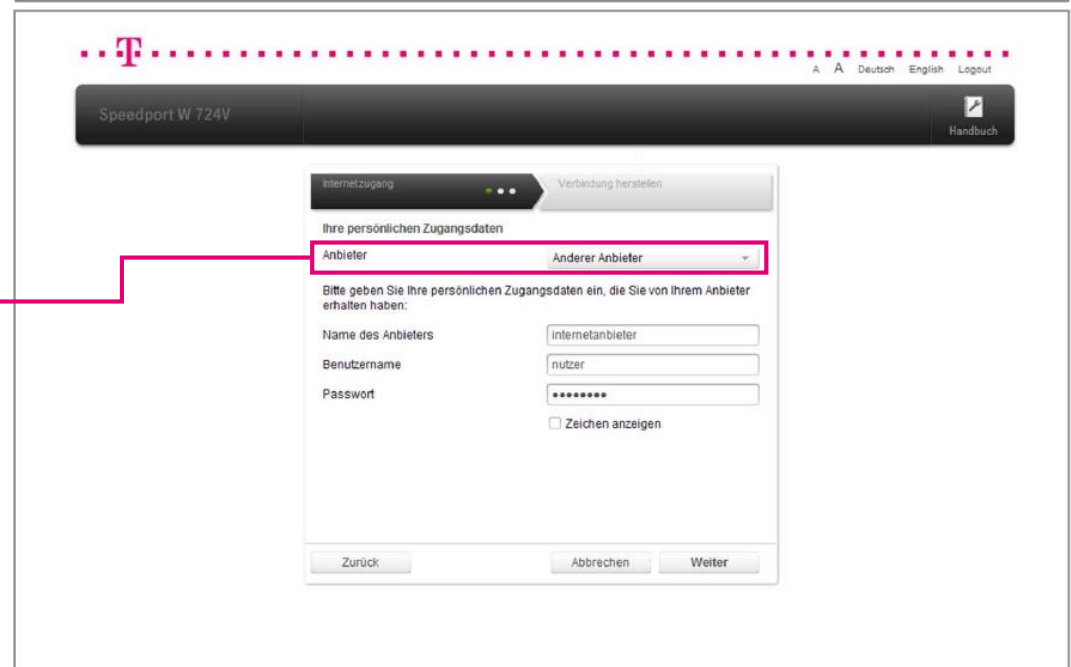 T
A A Deutsch English Logout
Speedport W 724V
Handbuch
Internetzugang
Verbindung herstellen
Ihre persönlichen Zugangsdaten
Anbieter Anderer Anbieter
Bitte geben Sie Ihre persönlichen Zugangsdaten ein, die Sie von Ihrem Anbieter
erhalten haben:
Name des Anbieters internetanbieter
Benutzername nutzer
Passwort ••••••••
Zeichen anzeigen
Zurück Abbrechen Weiter